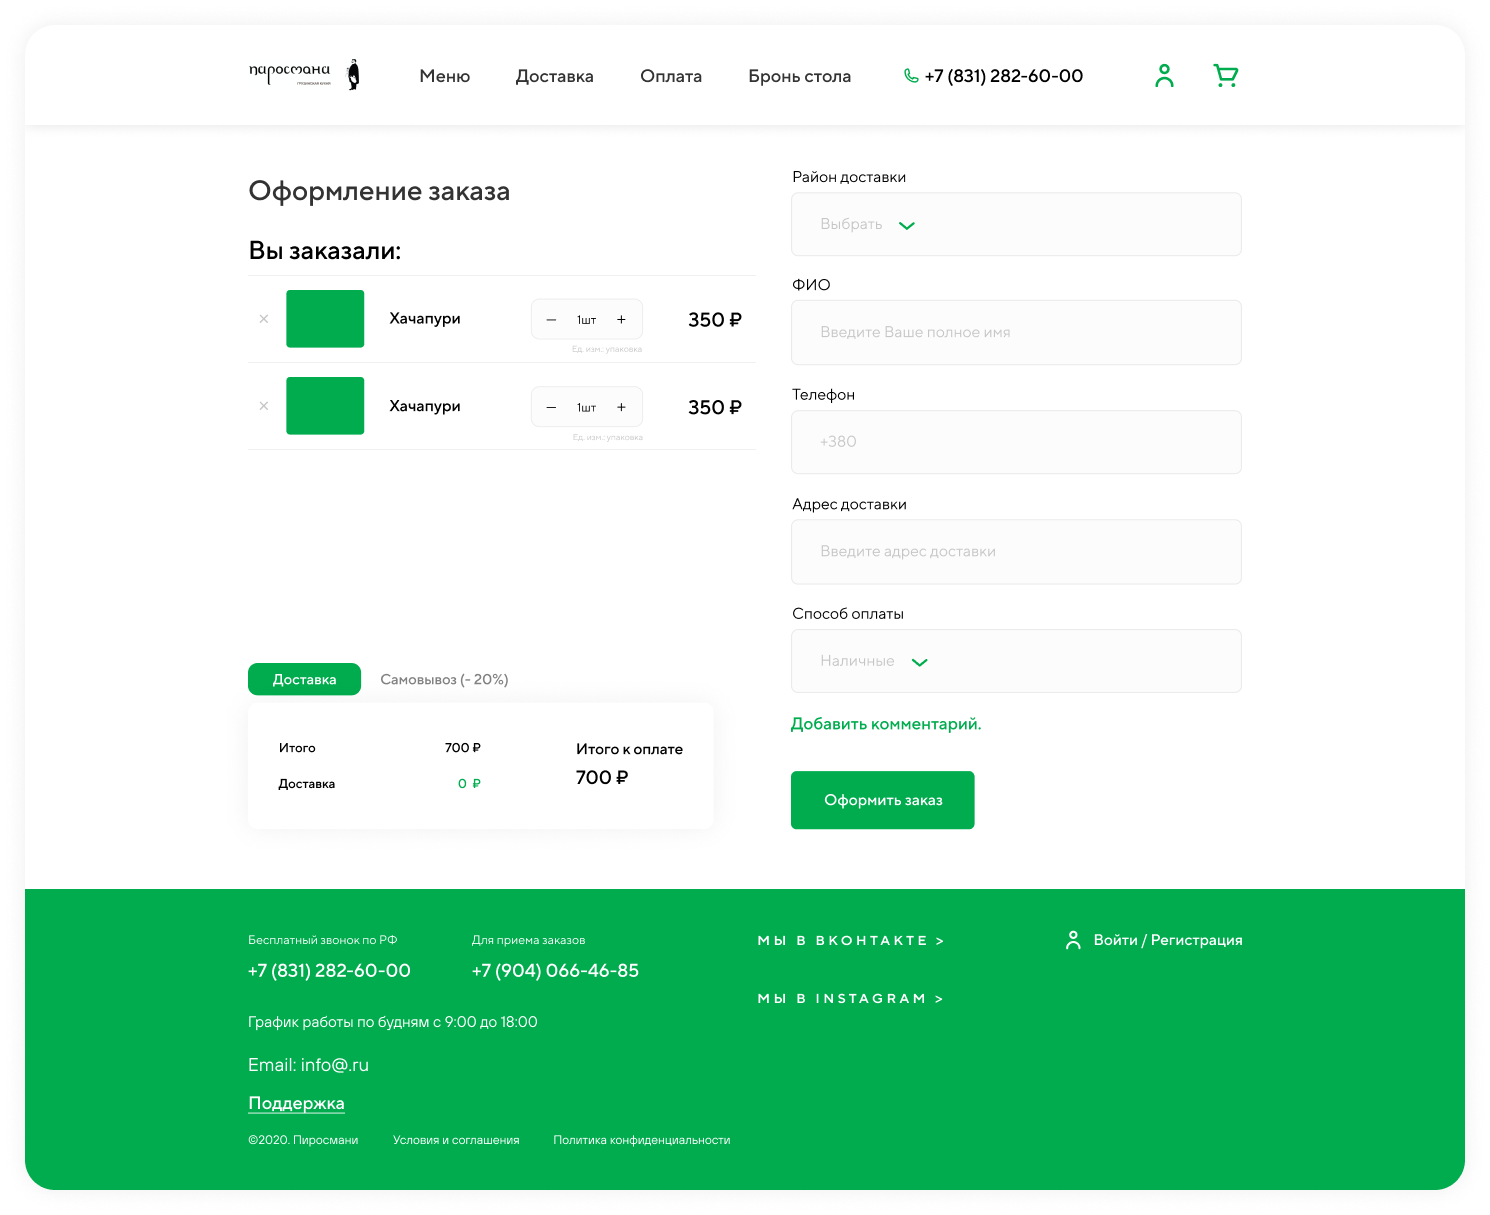 пиросмани
ГРУЗИНСКАЯ КУХНЯ
Меню
Доставка
Оплата
Бронь стола
+7 (831) 282-60-00
Оформление заказа
Вы заказали:
× Хачапури – 1шт + 350 ₽
Ед. изм.: упаковка
× Хачапури – 1шт + 350 ₽
Ед. изм.: упаковка
Доставка
Самовывоз (- 20%)
Итого 700 ₽
Доставка 0 ₽
Итого к оплате
700 ₽
Район доставки
Выбрать
ФИО
Введите Ваше полное имя
Телефон
+380
Адрес доставки
Введите адрес доставки
Способ оплаты
Наличные
Добавить комментарий.
Оформить заказ
Бесплатный звонок по РФ
+7 (831) 282-60-00
Для приема заказов
+7 (904) 066-46-85
График работы по будням с 9:00 до 18:00
Email: info@.ru
Поддержка
©2020. Пиросмани
Условия и соглашения
Политика конфиденциальности
МЫ В ВКОНТАКТЕ >
МЫ В INSTAGRAM >
Войти / Регистрация